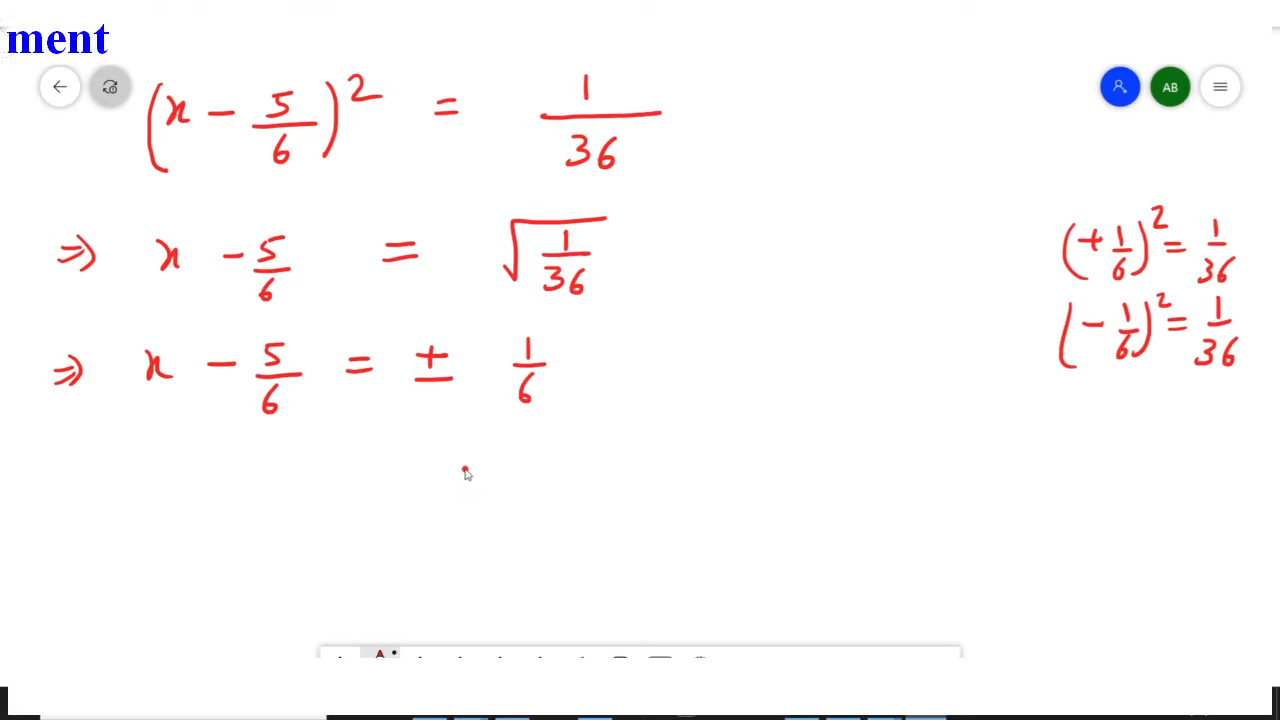 ment
AB
(x - 5/6)² = 1/36
⇒ x - 5/6 = √(1/36)
(+ 1/6)² = 1/36
(- 1/6)² = 1/36
⇒ x - 5/6 = ± 1/6